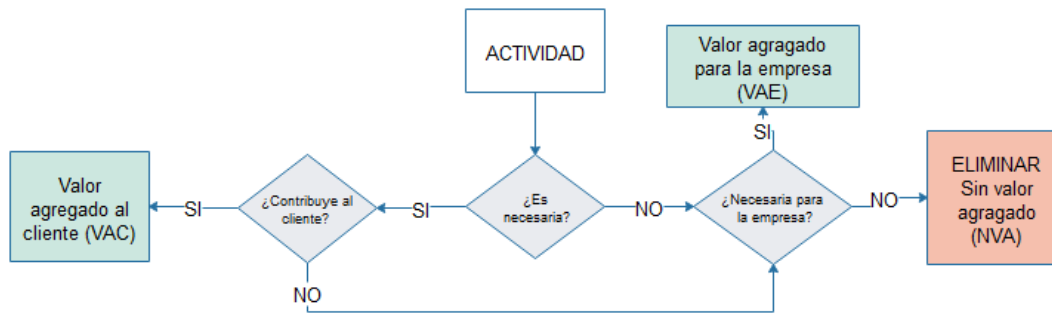 ACTIVIDAD
Valor agragado
para la empresa
(VAE)
SI
Valor
agregado al
cliente (VAC)
SI
¿Contribuye al
cliente?
SI
¿Es
necesaria?
NO
¿Necesaria para
la empresa?
NO
ELIMINAR
Sin valor
agragado
(NVA)
NO